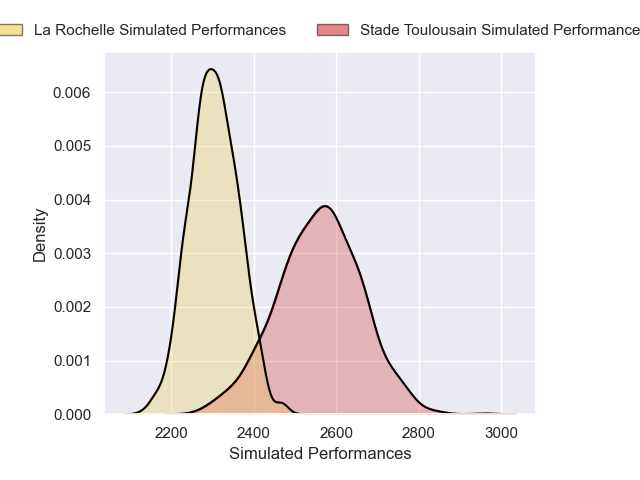 La Rochelle Simulated Performances Stade Toulousain Simulated Performance
0.006
0.005
0.004
0.003
0.002
0.001
0.000
Density
2200 2400 2600 2800 3000
Simulated Performances